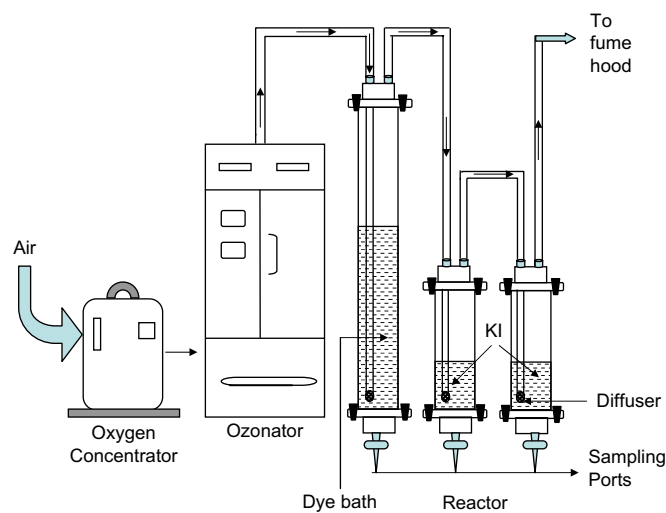 To
fume
hood
Air
KI
Diffuser
Oxygen
Concentrator
Ozonator
Sampling
Ports
Dye bath
Reactor